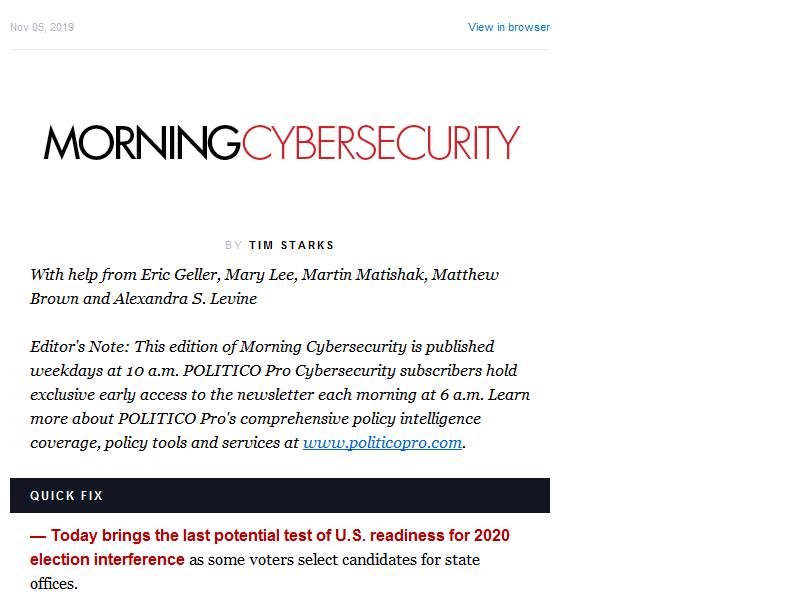 Nov 05, 2019 View in browser
MORNINGCYBERSECURITY
BY TIM STARKS
With help from Eric Geller, Mary Lee, Martin Matishak, Matthew
Brown and Alexandra S. Levine
Editor's Note: This edition of Morning Cybersecurity is published
weekdays at 10 a.m. POLITICO Pro Cybersecurity subscribers hold
exclusive early access to the newsletter each morning at 6 a.m. Learn
more about POLITICO Pro's comprehensive policy intelligence
coverage, policy tools and services at www.politicopro.com.
QUICK FIX
— Today brings the last potential test of U.S. readiness for 2020
election interference as some voters select candidates for state
offices.